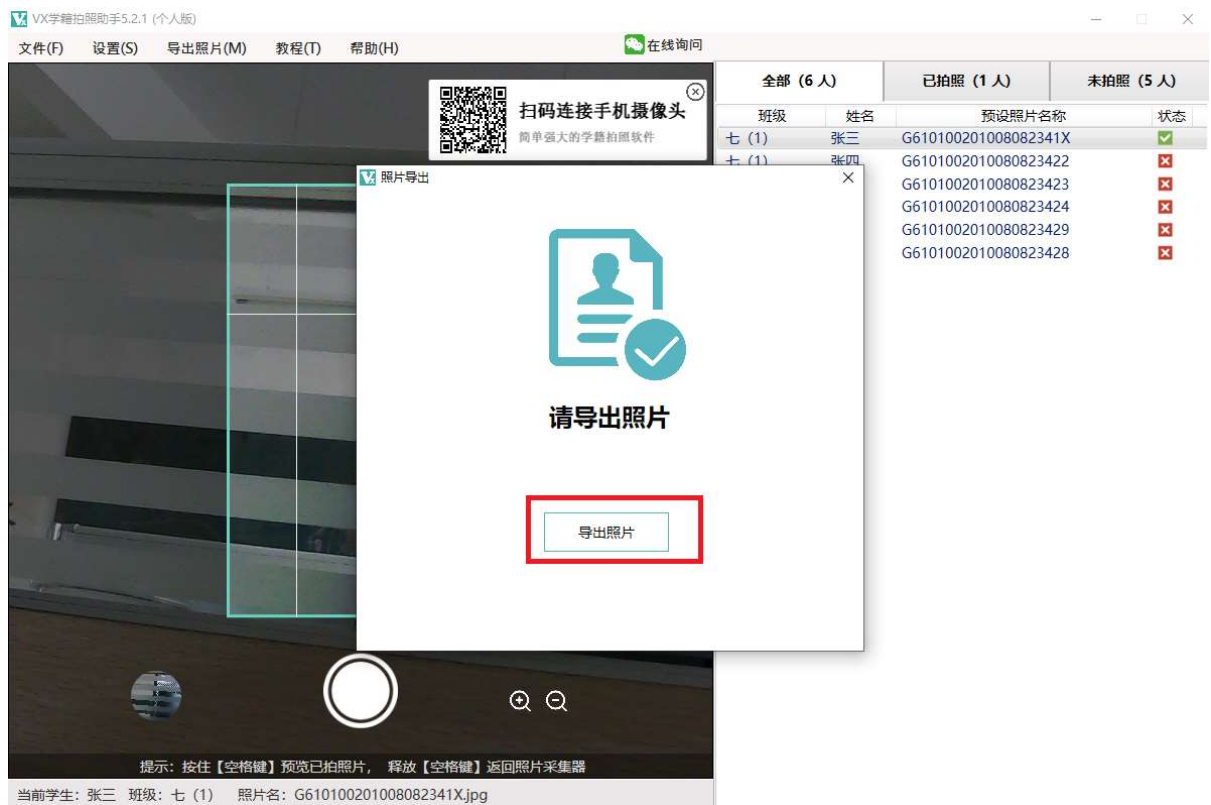 VX学籍拍照助手5.2.1 (个人版)
文件(F) 设置(S) 导出照片(M) 教程(T) 帮助(H) 在线询问
扫码连接手机摄像头
简单强大的学籍拍照软件
全部（6 人） 已拍照（1 人） 未拍照（5 人）
班级 姓名 预设照片名称 状态
七（1） 张三 G610100201008082341X
七（1） 张四 G6101002010080823422
G6101002010080823423
G6101002010080823424
G6101002010080823429
G6101002010080823428
照片导出
请导出照片
导出照片
提示：按住【空格键】预览已拍照片， 释放【空格键】返回照片采集器
当前学生：张三 班级：七（1） 照片名：G610100201008082341X.jpg